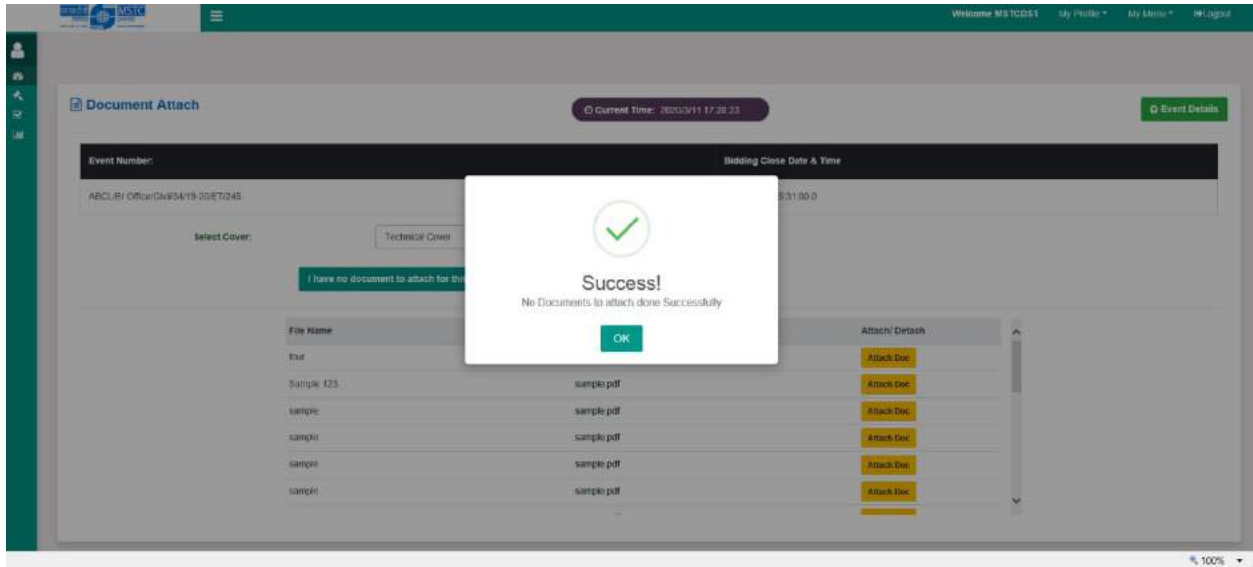 MSTC
Welcome MSTCDS1 My Profile My Menu Logout
Document Attach
Current Time: 2020/3/11 17:28:23
Event Details
Event Number:
Bidding Close Date & Time
ABCL/Br Office/Civil/34/19-20/ET/245
Select Cover:
Technical Cover
I have no document to attach for
Success!
No Documents to attach done Successfully
OK
File Name
Attach/ Detach
four
Attach Doc
Sample 123 sample.pdf Attach Doc
sample sample.pdf Attach Doc
sample sample.pdf Attach Doc
sample sample.pdf Attach Doc
sample sample.pdf Attach Doc
100%